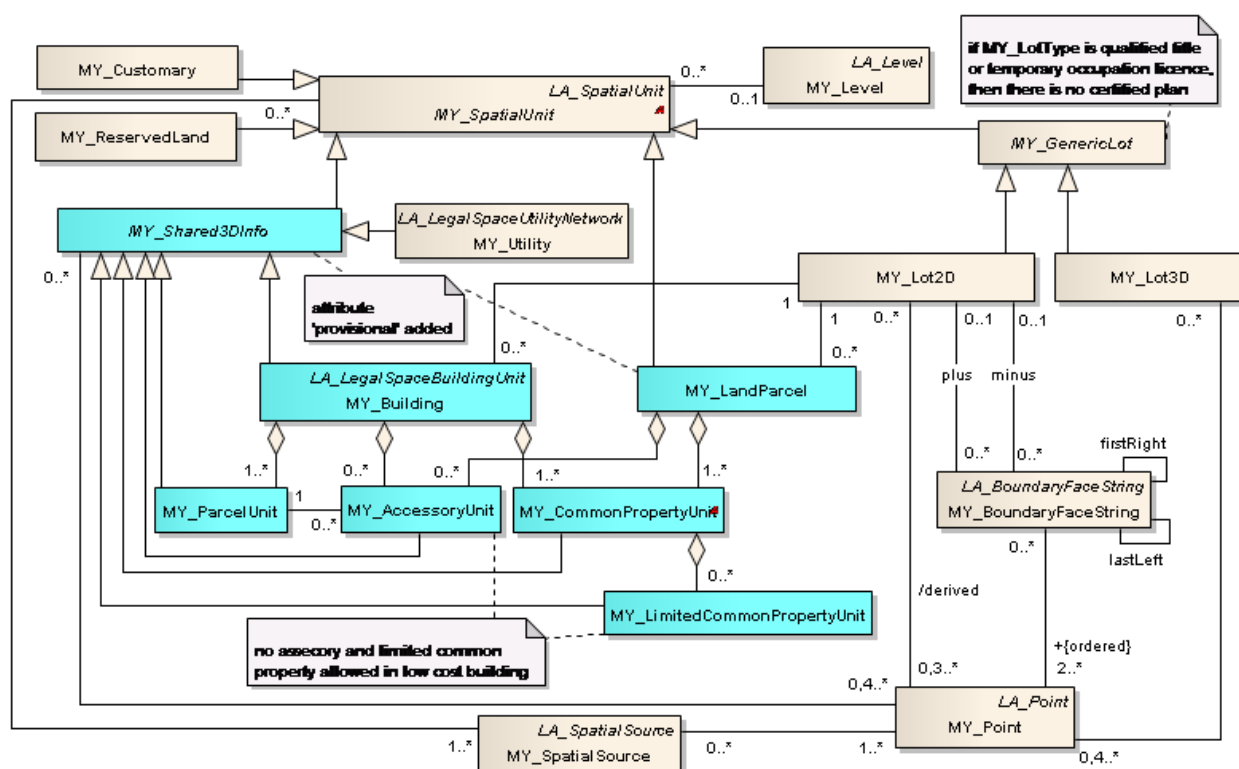 MY_Customary
LA_SpatialUnit
MY_SpatialUnit
0..*
0..1
LA_Level
MY_Level
if MY_LotType is qualified title
or temporary occupation licence,
then there is no certified plan
0..*
MY_ReservedLand
MY_GenericLot
MY_Shared3DInfo
LA_LegalSpaceUtilityNetwork
MY_Utility
0..*
MY_Lot2D
MY_Lot3D
attribute
'provisional' added
1
1
0..*
0..1
0..1
0..*
0..*
0..*
LA_LegalSpaceBuildingUnit
MY_Building
MY_LandParcel
plus
minus
1..*
0..*
0..*
1..*
1..*
0..*
0..*
firstRight
MY_ParcelUnit
1
0..*
MY_AccessoryUnit
MY_CommonPropertyUnit
LA_BoundaryFaceString
MY_BoundaryFaceString
lastLeft
0..*
0..*
MY_LimitedCommonPropertyUnit
/derived
no assecory and limited common
property allowed in low cost building
+{ordered}
0,4..*
0,3..*
2..*
LA_Point
MY_Point
LA_SpatialSource
MY_SpatialSource
1..*
0..*
1..*
0,4..*